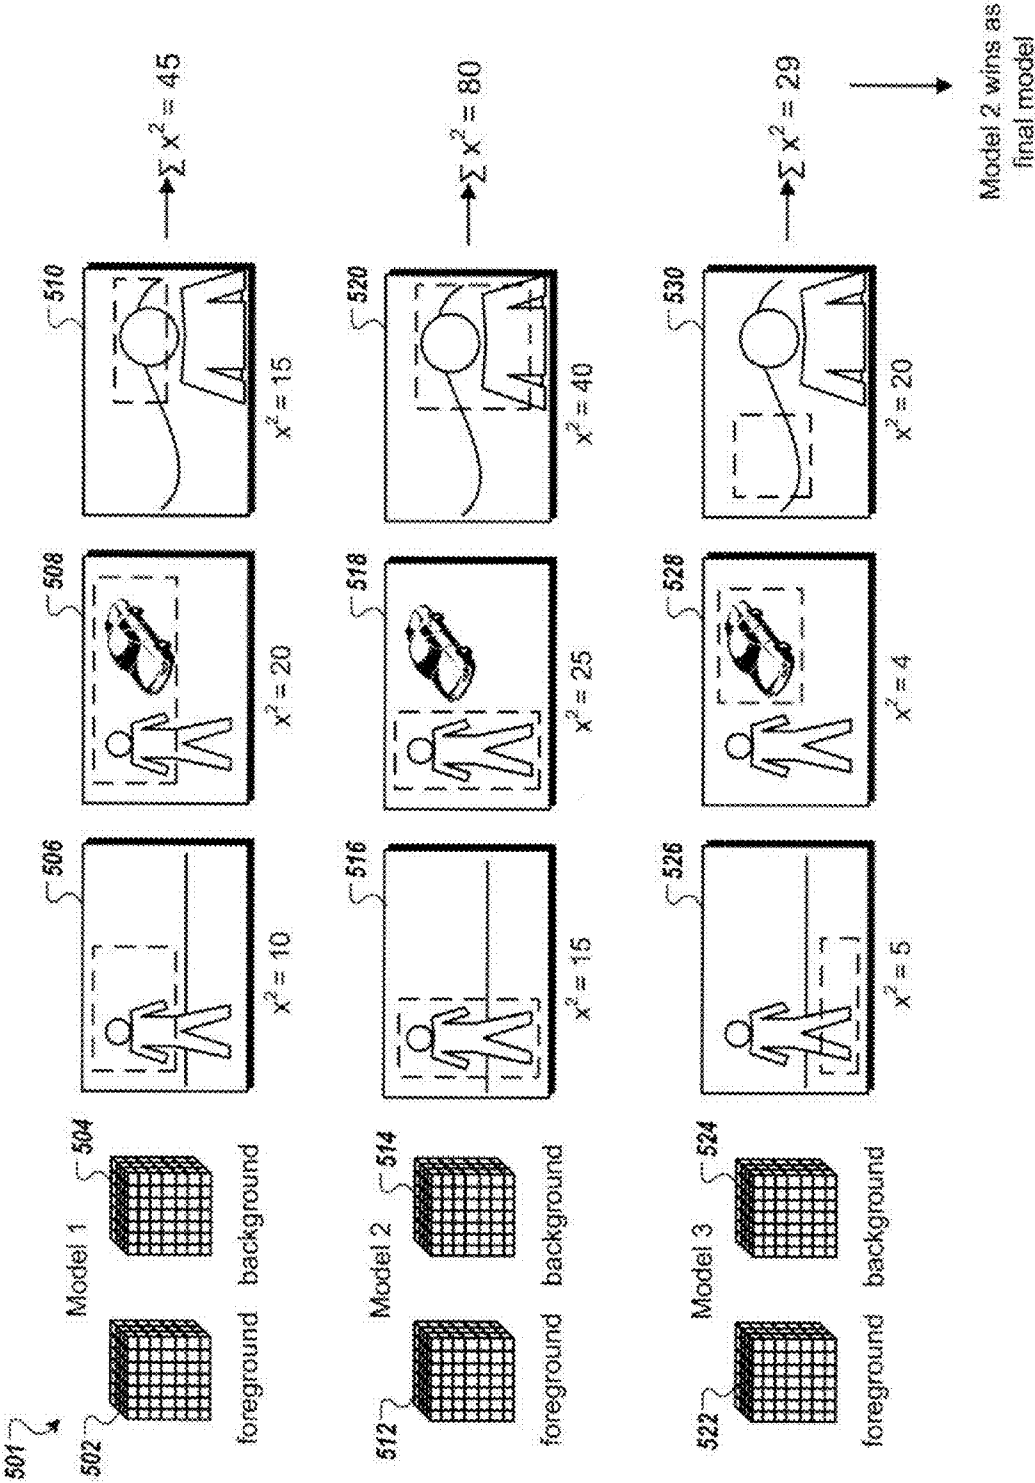 501
502
504
506
508
510
Model 1
foreground
background
x² = 10
x² = 20
x² = 15
∑ x² = 45
512
514
516
518
520
Model 2
foreground
background
x² = 15
x² = 25
x² = 40
∑ x² = 80
522
524
526
528
530
Model 3
foreground
background
x² = 5
x² = 4
x² = 20
∑ x² = 29
Model 2 wins as
final model